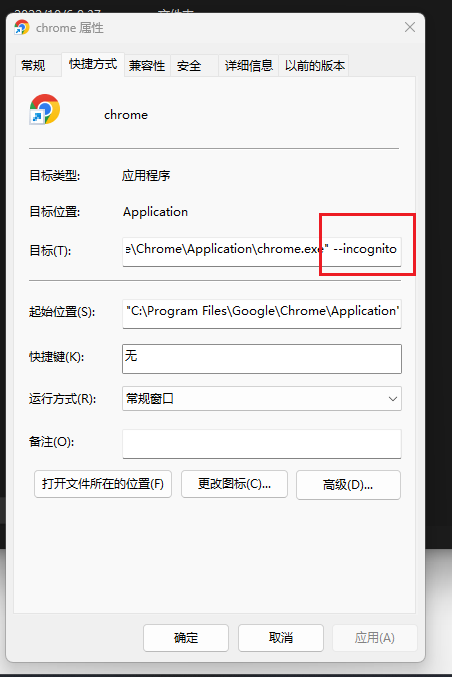 chrome 属性
常规 快捷方式 兼容性 安全 详细信息 以前的版本
chrome
目标类型: 应用程序
目标位置: Application
目标(T): e\Chrome\Application\chrome.exe" --incognito
起始位置(S): "C:\Program Files\Google\Chrome\Application"
快捷键(K): 无
运行方式(R): 常规窗口
备注(O):
打开文件所在的位置(F) 更改图标(C)... 高级(D)...
确定 取消 应用(A)